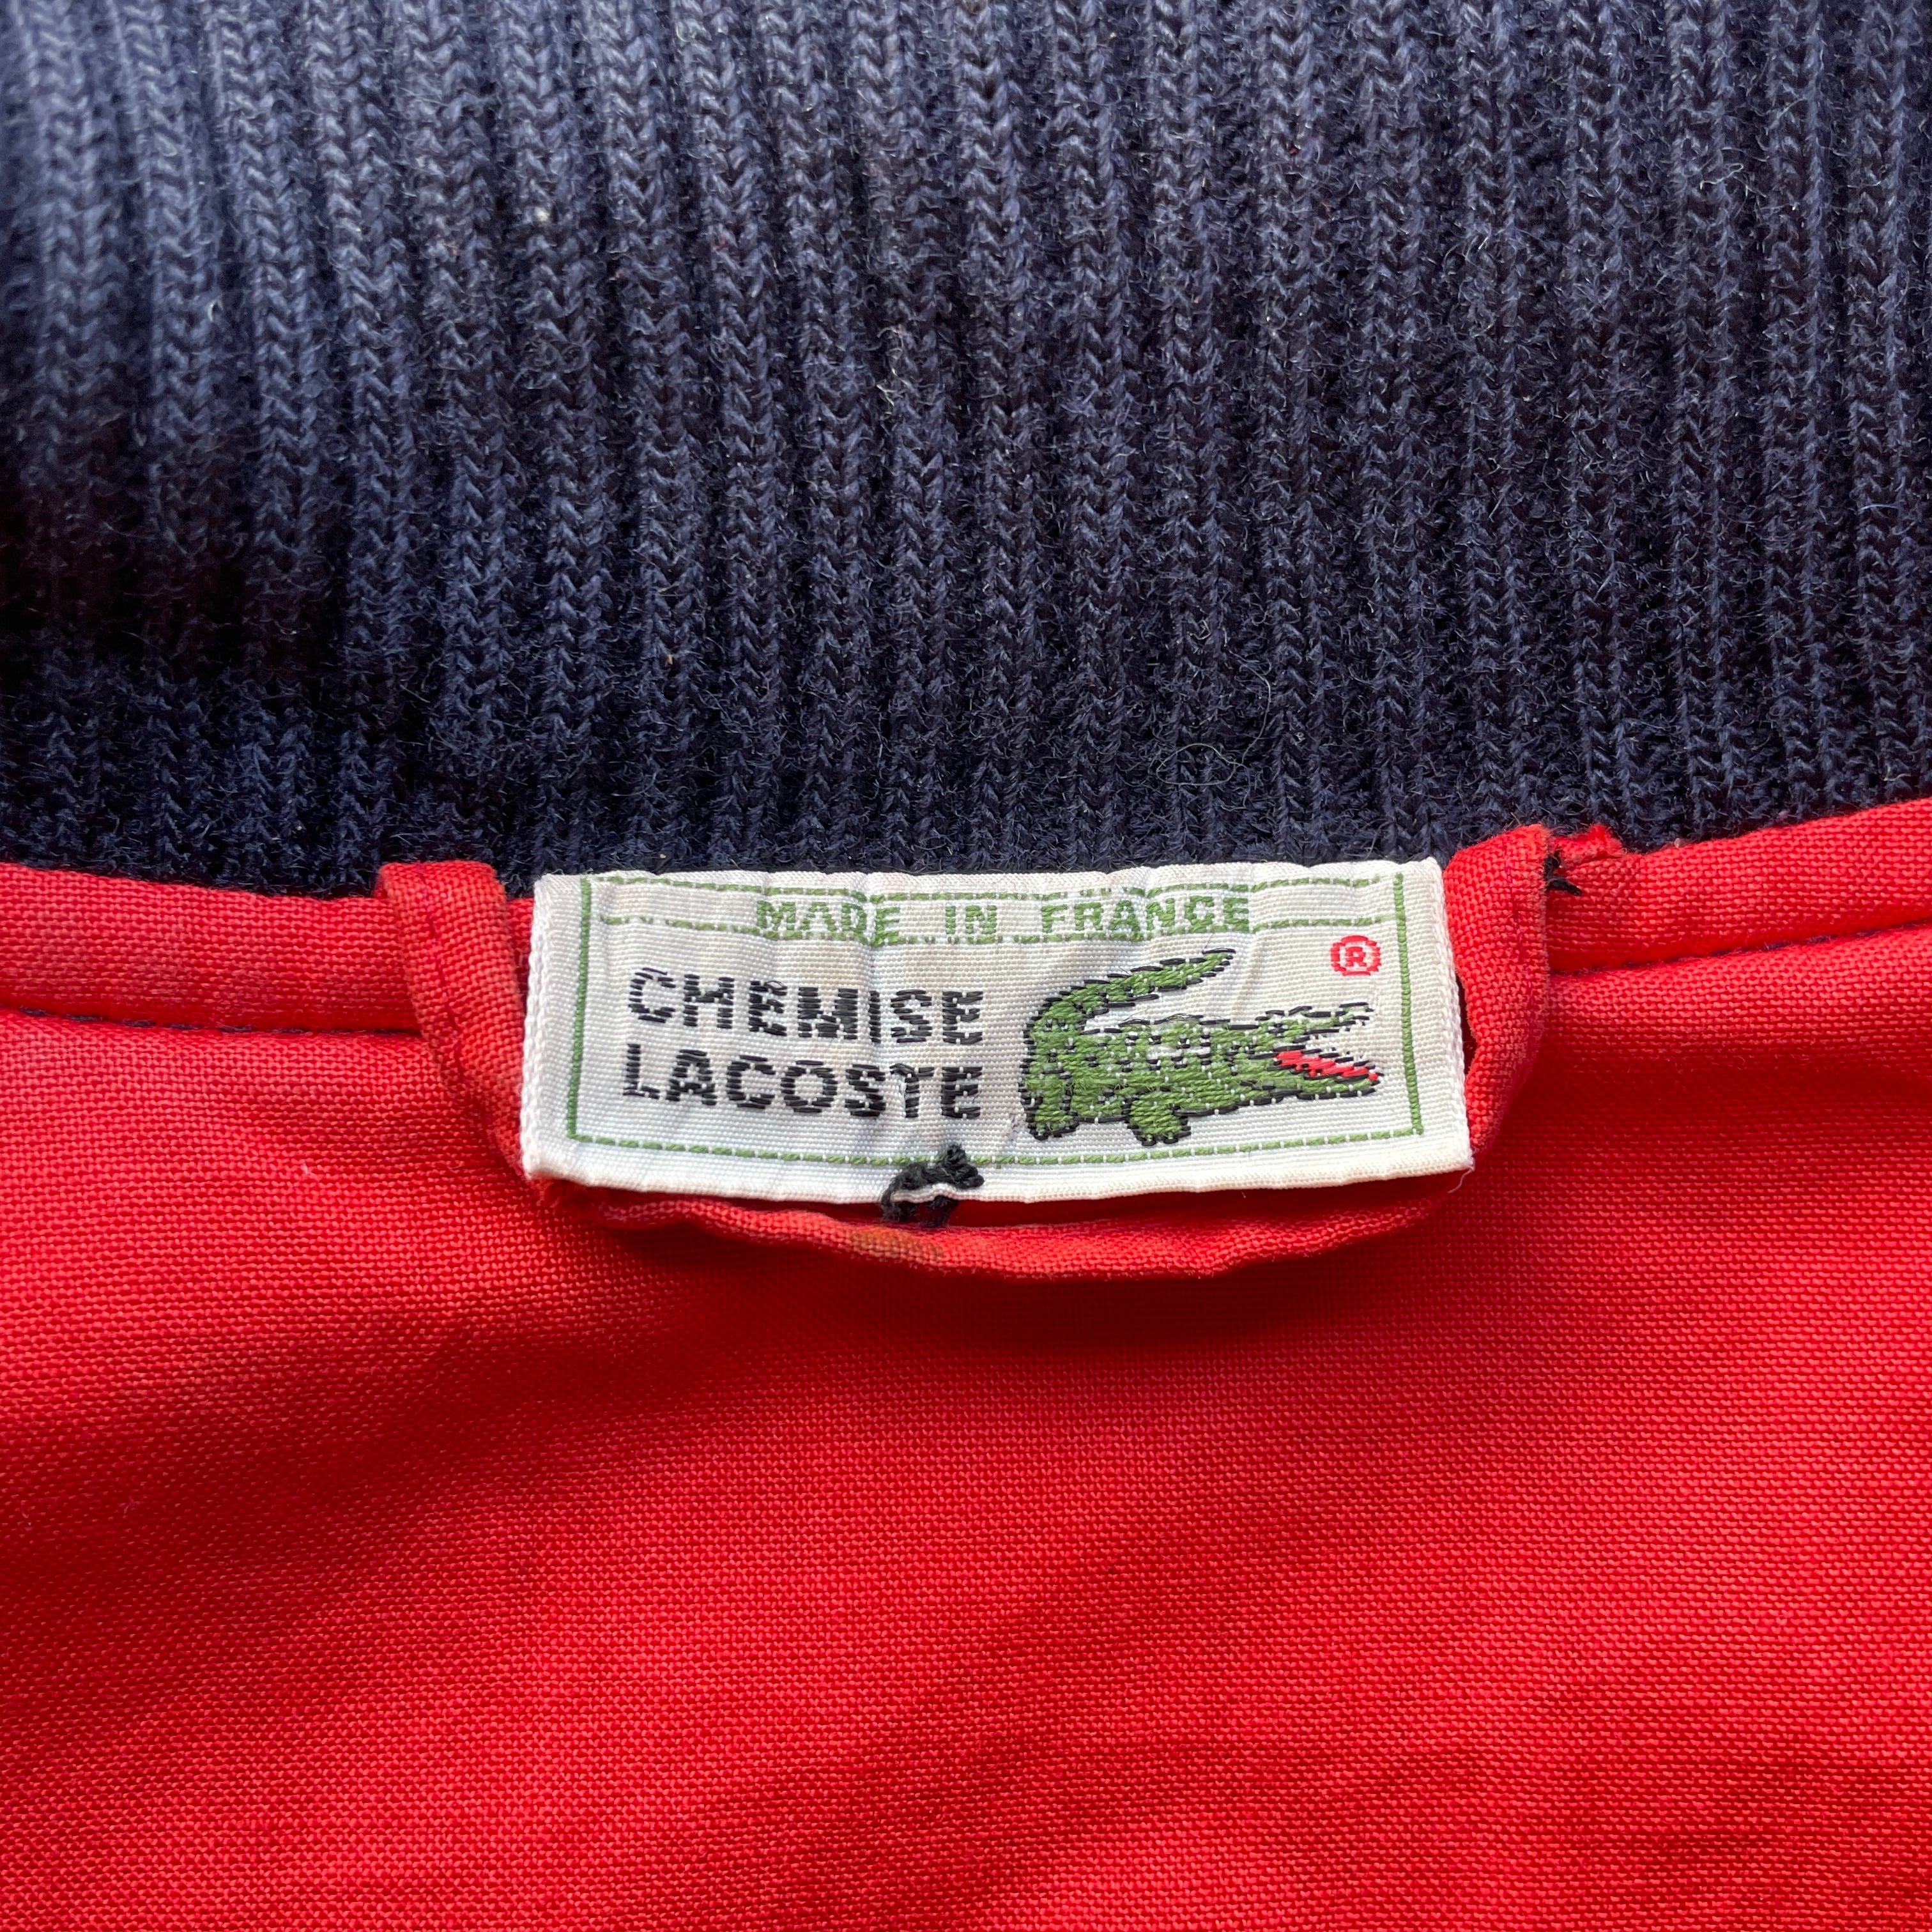 MADE IN FRANCE
CHEMISE
LACOSTE
®